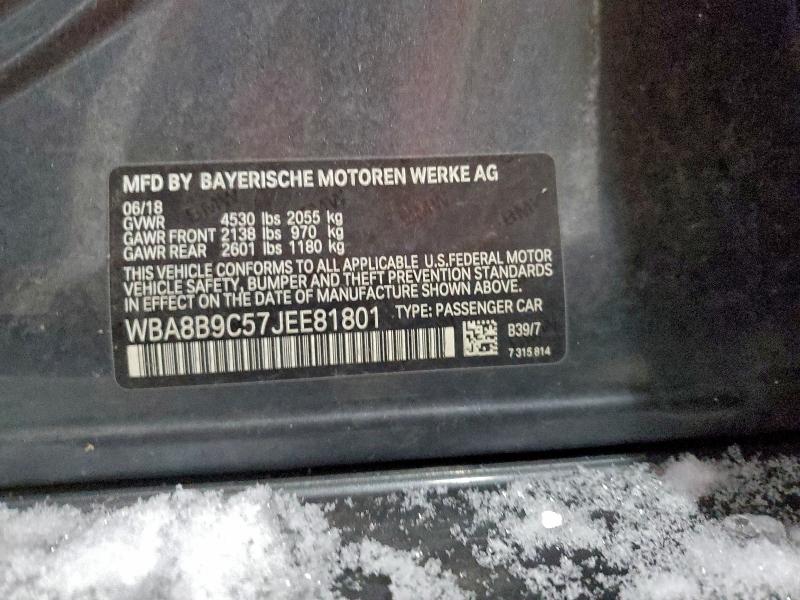 MFD BY BAYERISCHE MOTOREN WERKE AG
06/18
GVWR 4530 lbs 2055 kg
GAWR FRONT 2138 lbs 970 kg
GAWR REAR 2601 lbs 1180 kg
THIS VEHICLE CONFORMS TO ALL APPLICABLE U.S.FEDERAL MOTOR
VEHICLE SAFETY, BUMPER AND THEFT PREVENTION STANDARDS
IN EFFECT ON THE DATE OF MANUFACTURE SHOWN ABOVE.
WBA8B9C57JEE81801 TYPE: PASSENGER CAR
B39/7
7 315 814